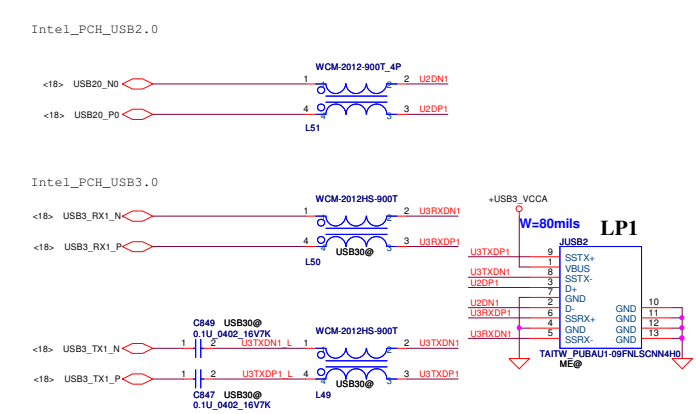 Intel_PCH_USB2.0
WCM-2012-900T_4P
<18> USB20_N0 1 2 U2DN1
<18> USB20_P0 4 3 U2DP1
L51
Intel_PCH_USB3.0
WCM-2012HS-900T
<18> USB3_RX1_N 1 2 U3RXDN1
<18> USB3_RX1_P 4 3 U3RXDP1
USB30@
L50
C849 USB30@
0.1U_0402_16V7K
WCM-2012HS-900T
<18> USB3_TX1_N 1 2 U3TXDN1_L 1 2 U3TXDN1
<18> USB3_TX1_P 1 2 U3TXDP1_L 4 3 U3TXDP1
USB30@
C847 USB30@ L49
0.1U_0402_16V7K
+USB3_VCCA
W=80mils
LP1
JUSB2
U3TXDP1 9 SSTX+
1 VBUS
U3TXDN1 8 SSTX-
U2DP1 3 D+
7 GND
U2DN1 2 D- GND 10
U3RXDP1 6 SSRX+ GND 11
4 GND GND 12
U3RXDN1 5 SSRX- GND 13
TAITW_PUBAU1-09FNLSCNN4H0
ME@